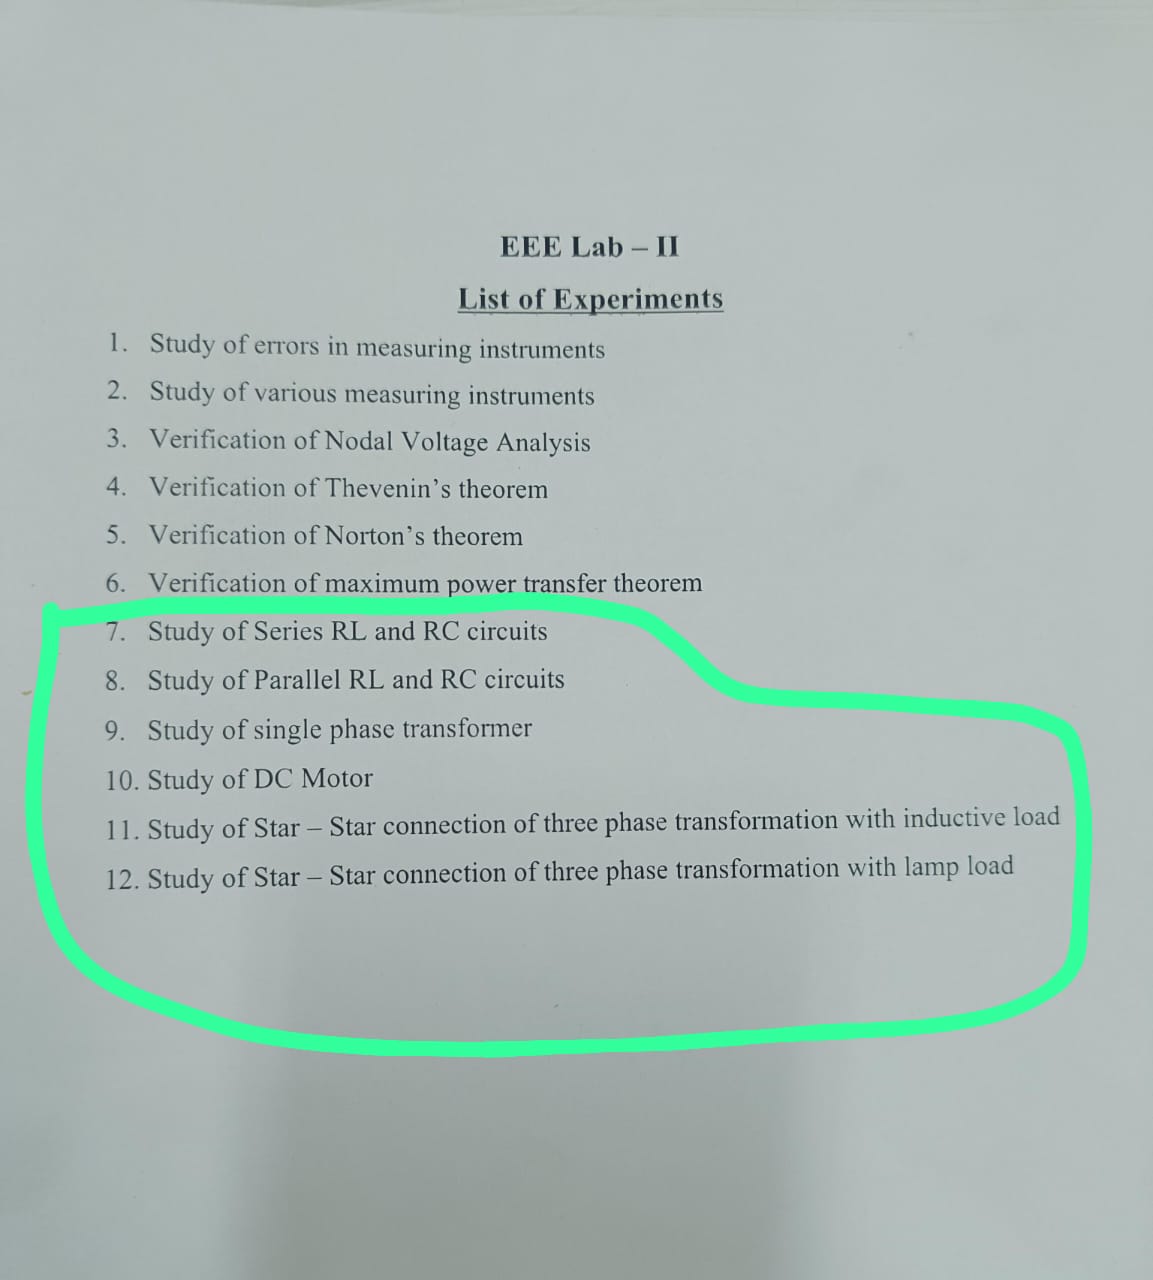 EEE Lab – II
List of Experiments
1. Study of errors in measuring instruments
2. Study of various measuring instruments
3. Verification of Nodal Voltage Analysis
4. Verification of Thevenin’s theorem
5. Verification of Norton’s theorem
6. Verification of maximum power transfer theorem
7. Study of Series RL and RC circuits
8. Study of Parallel RL and RC circuits
9. Study of single phase transformer
10. Study of DC Motor
11. Study of Star – Star connection of three phase transformation with inductive load
12. Study of Star – Star connection of three phase transformation with lamp load